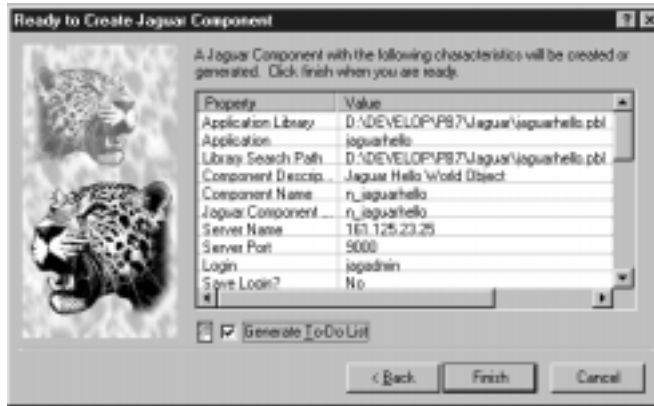 Ready to Create Jaguar Component
A Jaguar Component with the following characteristics will be created or
generated. Click finish when you are ready.
Property Value
Application Library D:\DEVELOP\PB7\Jaguar\jaguarhello.pbl
Application jaguarhello
Library Search Path D:\DEVELOP\PB7\Jaguar\jaguarhello.pbl
Component Descrip... Jaguar Hello World Object
Component Name n_jaguarhello
Jaguar Component ... n_jaguarhello
Server Name 161.125.23.25
Server Port 9000
Login jagadmin
Save Login? No
Generate To-Do List
< Back Finish Cancel